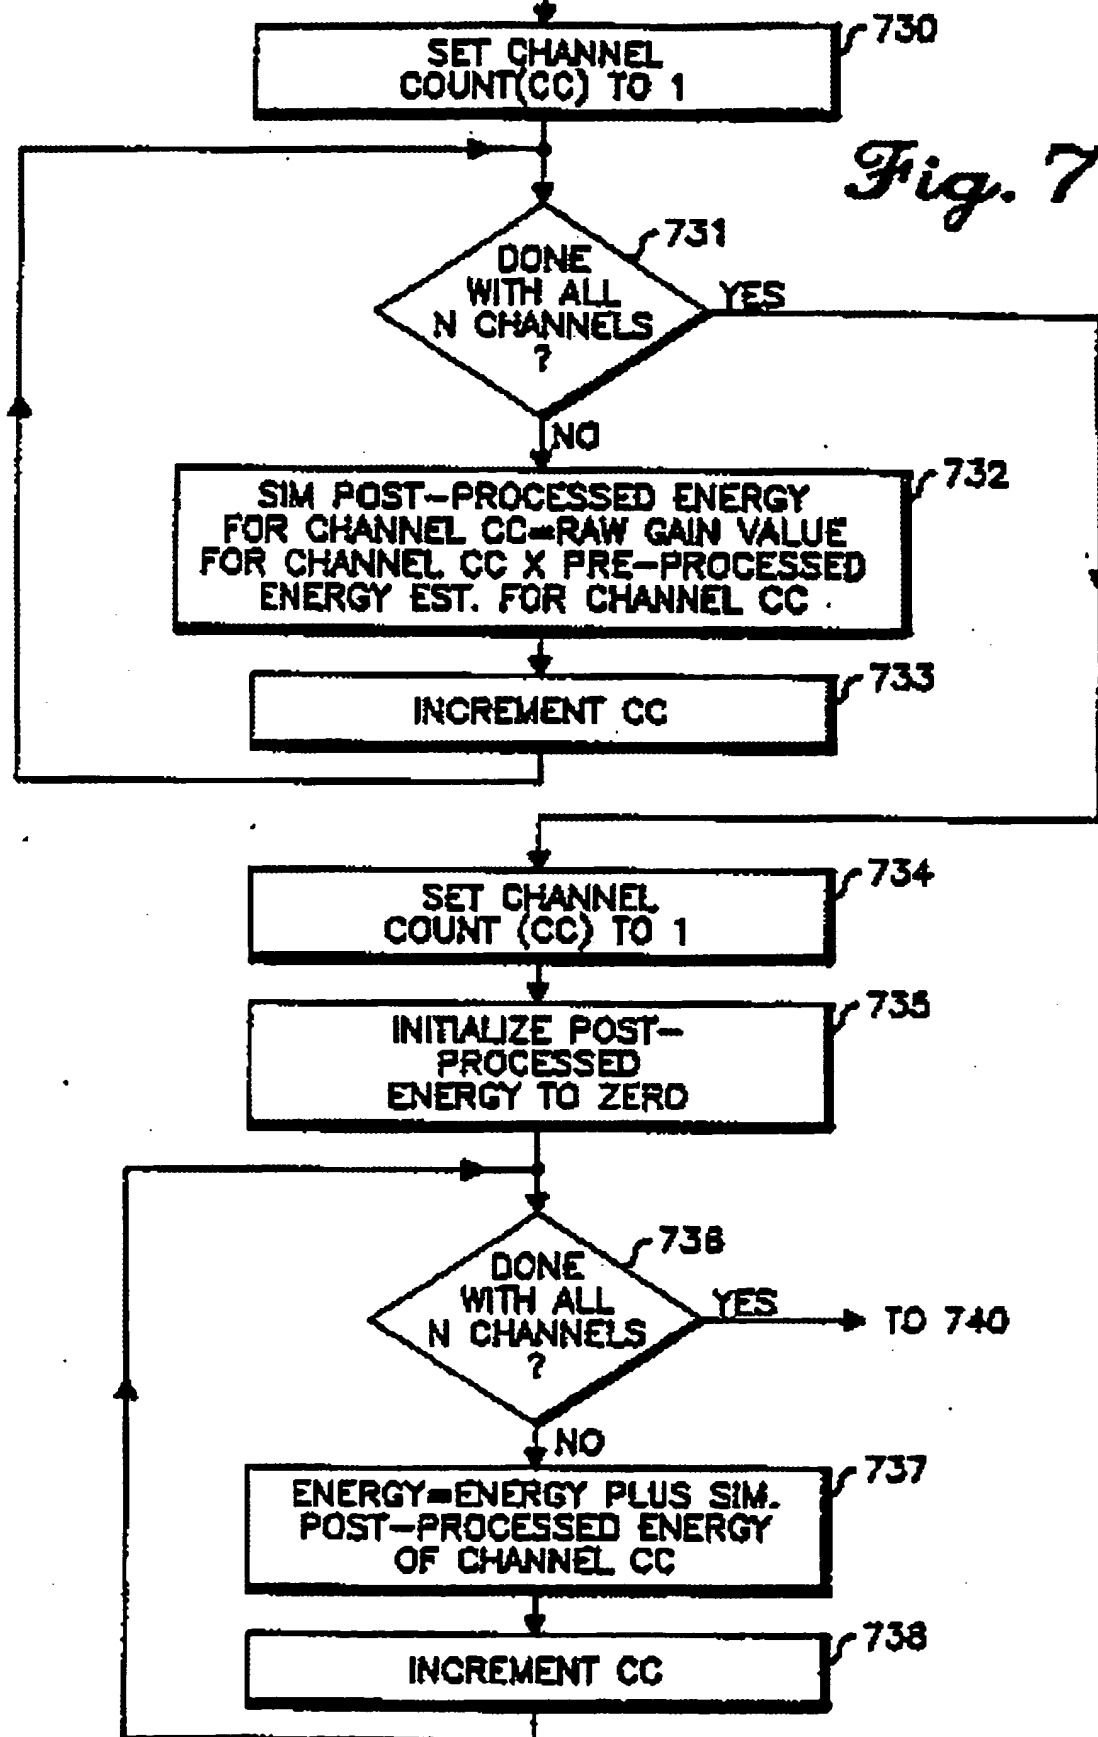 730
SET CHANNEL
COUNT(CC) TO 1
Fig. 7
731
DONE
WITH ALL
N CHANNELS
?
YES
NO
732
SIM POST-PROCESSED ENERGY
FOR CHANNEL CC=RAW GAIN VALUE
FOR CHANNEL CC X PRE-PROCESSED
ENERGY EST. FOR CHANNEL CC
733
INCREMENT CC
734
SET CHANNEL
COUNT (CC) TO 1
735
INITIALIZE POST-
PROCESSED
ENERGY TO ZERO
736
DONE
WITH ALL
N CHANNELS
?
YES
TO 740
NO
737
ENERGY=ENERGY PLUS SIM.
POST-PROCESSED ENERGY
OF CHANNEL CC
738
INCREMENT CC